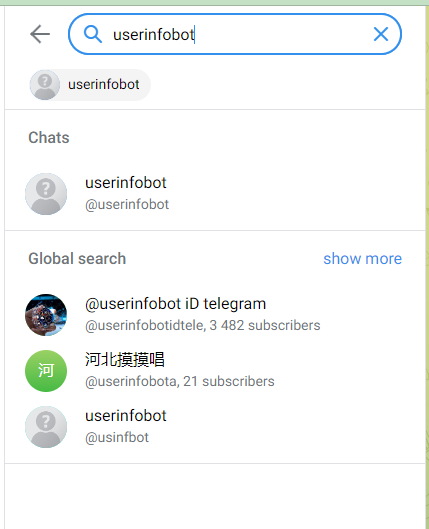 userinfobot
userinfobot
Chats
userinfobot
@userinfobot
Global search show more
@userinfobot iD telegram
@userinfobotidtele, 3 482 subscribers
河 河北摸摸唱
@userinfobota, 21 subscribers
userinfobot
@usinfbot